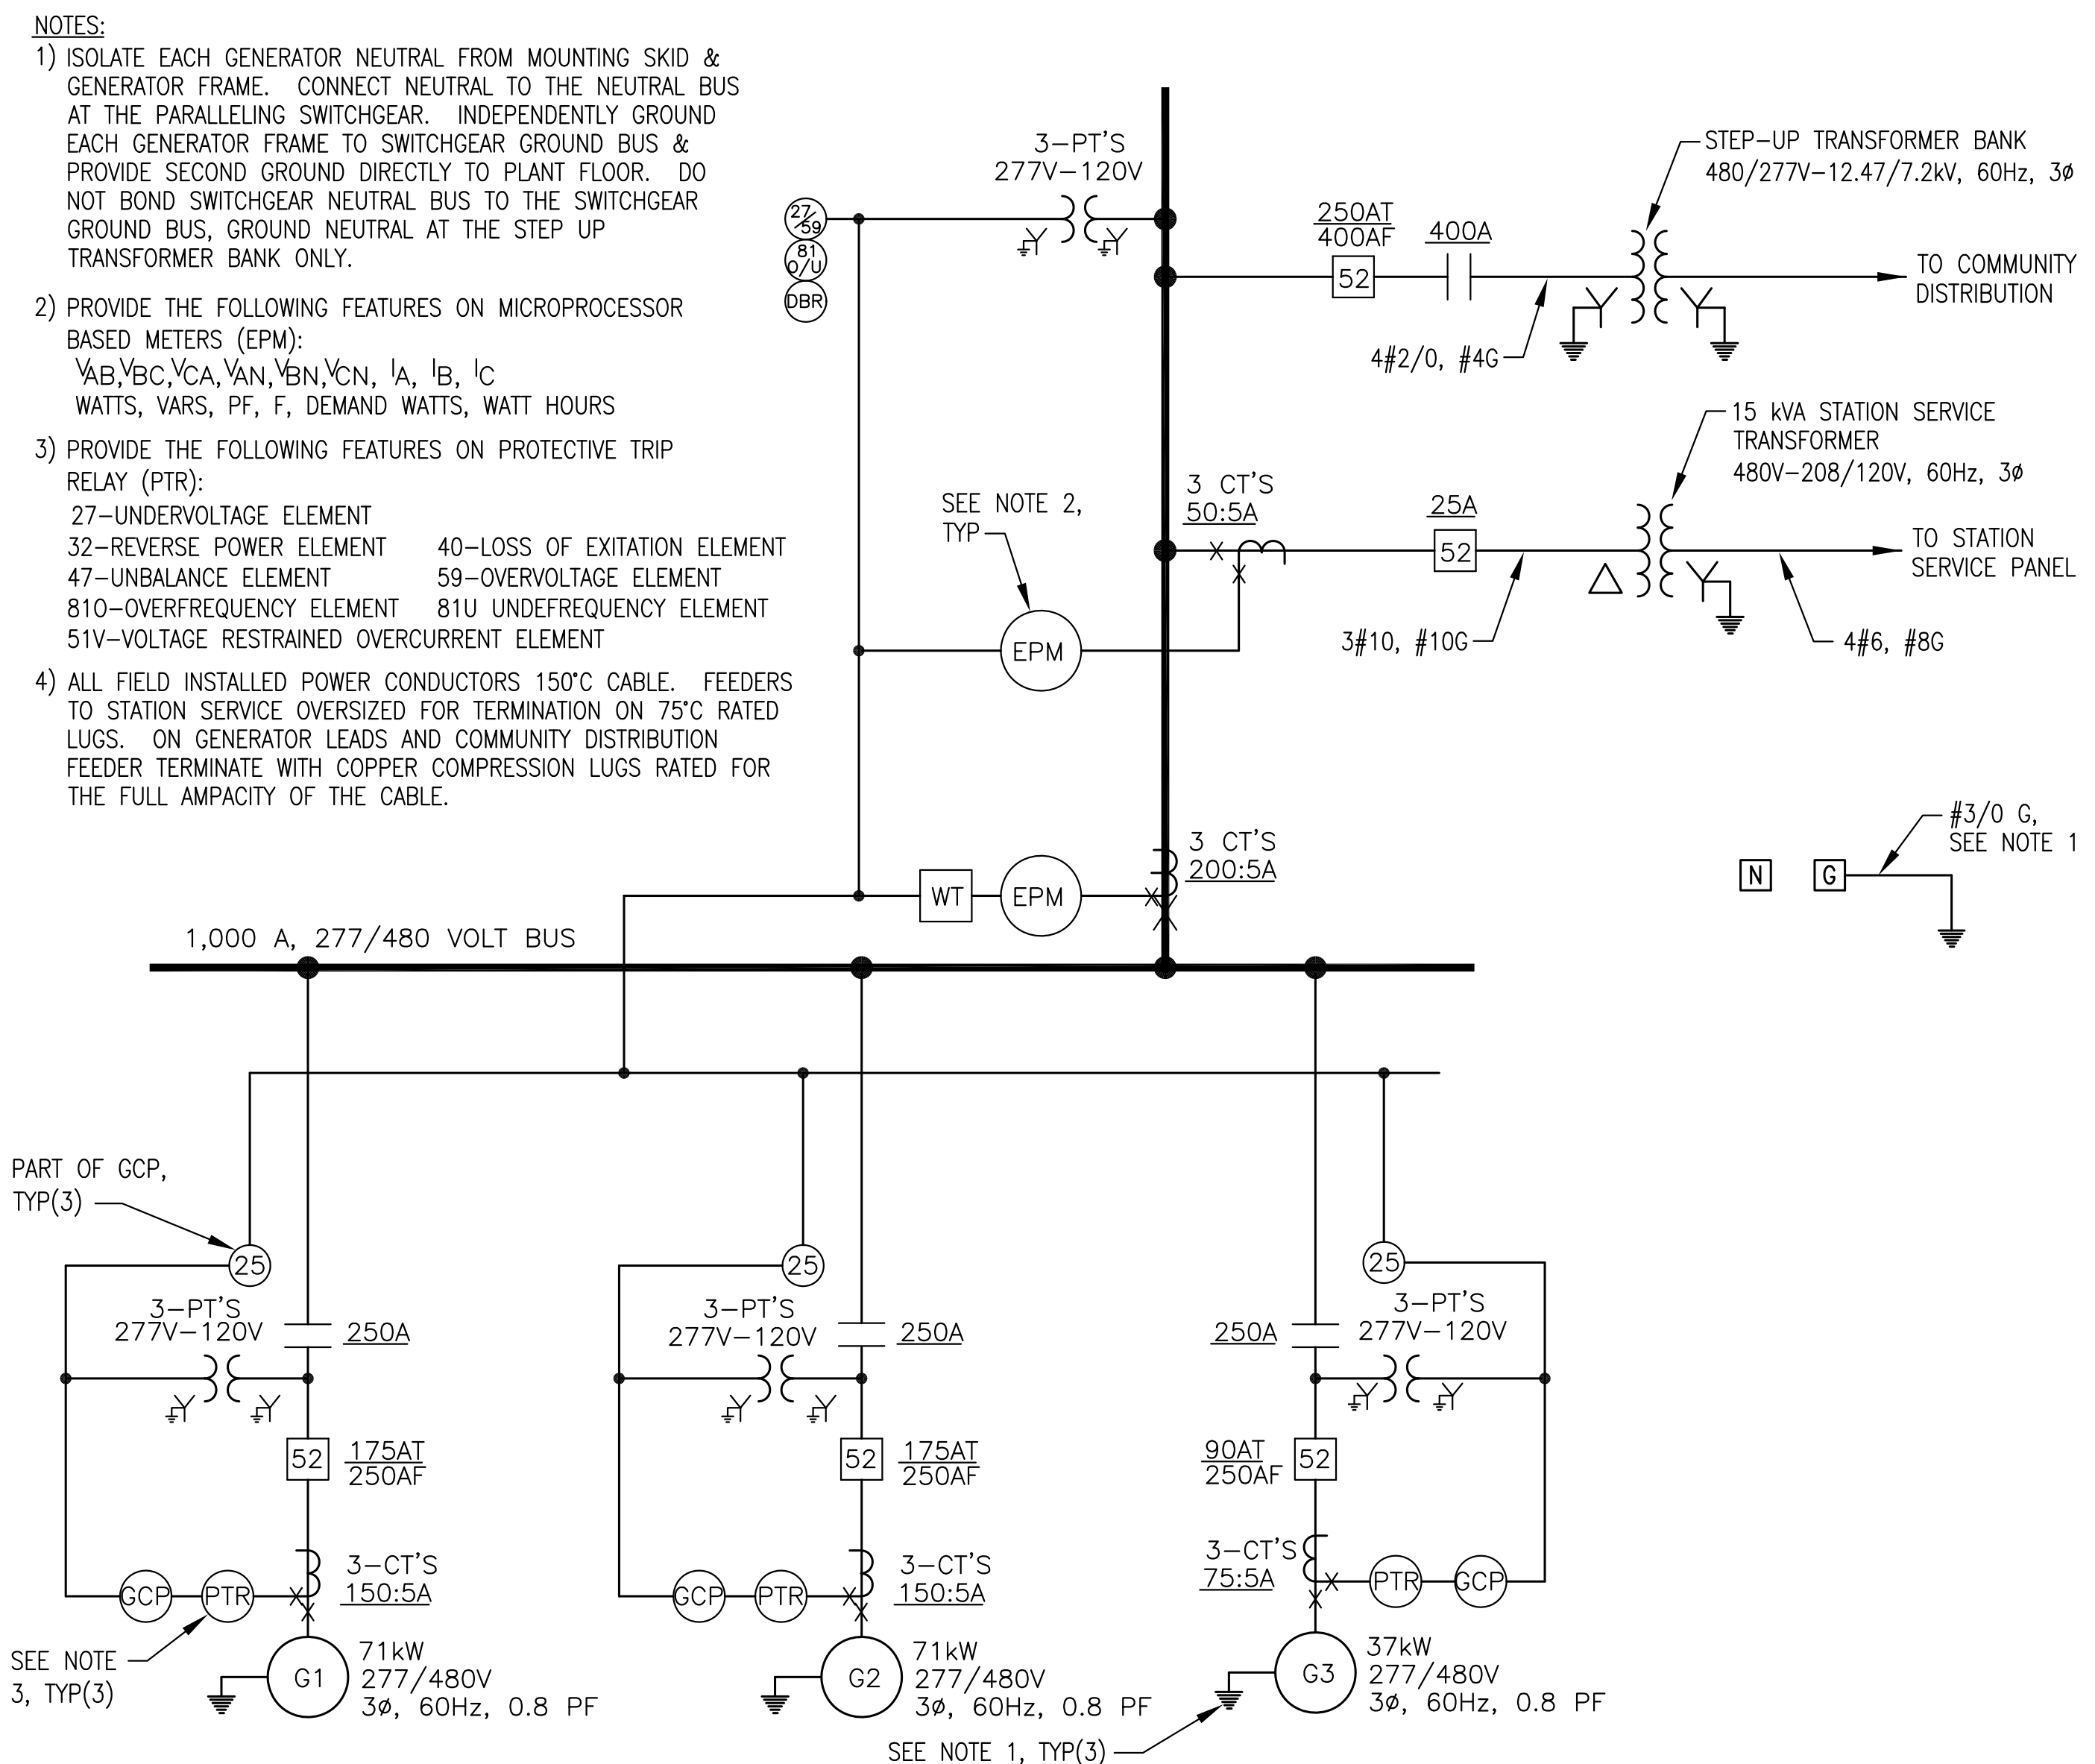 NOTES:
1) ISOLATE EACH GENERATOR NEUTRAL FROM MOUNTING SKID &
GENERATOR FRAME. CONNECT NEUTRAL TO THE NEUTRAL BUS
AT THE PARALLELING SWITCHGEAR. INDEPENDENTLY GROUND
EACH GENERATOR FRAME TO SWITCHGEAR GROUND BUS &
PROVIDE SECOND GROUND DIRECTLY TO PLANT FLOOR. DO
NOT BOND SWITCHGEAR NEUTRAL BUS TO THE SWITCHGEAR
GROUND BUS, GROUND NEUTRAL AT THE STEP UP
TRANSFORMER BANK ONLY.
2) PROVIDE THE FOLLOWING FEATURES ON MICROPROCESSOR
BASED METERS (EPM):
VAB,VBC,VCA,VAN,VBN,VCN, IA, IB, IC
WATTS, VARS, PF, F, DEMAND WATTS, WATT HOURS
3) PROVIDE THE FOLLOWING FEATURES ON PROTECTIVE TRIP
RELAY (PTR):
27-UNDERVOLTAGE ELEMENT
32-REVERSE POWER ELEMENT 40-LOSS OF EXITATION ELEMENT
47-UNBALANCE ELEMENT 59-OVERVOLTAGE ELEMENT
81O-OVERFREQUENCY ELEMENT 81U UNDEFREQUENCY ELEMENT
51V-VOLTAGE RESTRAINED OVERCURRENT ELEMENT
4) ALL FIELD INSTALLED POWER CONDUCTORS 150°C CABLE. FEEDERS
TO STATION SERVICE OVERSIZED FOR TERMINATION ON 75°C RATED
LUGS. ON GENERATOR LEADS AND COMMUNITY DISTRIBUTION
FEEDER TERMINATE WITH COPPER COMPRESSION LUGS RATED FOR
THE FULL AMPACITY OF THE CABLE.
3-PT'S
277V-120V
27/59
81
O/U
DBR
250AT
400AF
400A
52
STEP-UP TRANSFORMER BANK
480/277V-12.47/7.2kV, 60Hz, 3ø
TO COMMUNITY
DISTRIBUTION
4#2/0, #4G
15 kVA STATION SERVICE
TRANSFORMER
480V-208/120V, 60Hz, 3ø
SEE NOTE 2,
TYP
3 CT'S
50:5A
25A
52
TO STATION
SERVICE PANEL
3#10, #10G
4#6, #8G
EPM
#3/0 G,
SEE NOTE 1
N
G
3 CT'S
200:5A
WT
EPM
1,000 A, 277/480 VOLT BUS
PART OF GCP,
TYP(3)
25
3-PT'S
277V-120V
250A
52
175AT
250AF
GCP
PTR
3-CT'S
150:5A
SEE NOTE
3, TYP(3)
G1
71kW
277/480V
3ø, 60Hz, 0.8 PF
25
3-PT'S
277V-120V
250A
52
175AT
250AF
GCP
PTR
3-CT'S
150:5A
G2
71kW
277/480V
3ø, 60Hz, 0.8 PF
25
250A
3-PT'S
277V-120V
90AT
250AF
52
3-CT'S
75:5A
PTR
GCP
G3
37kW
277/480V
3ø, 60Hz, 0.8 PF
SEE NOTE 1, TYP(3)